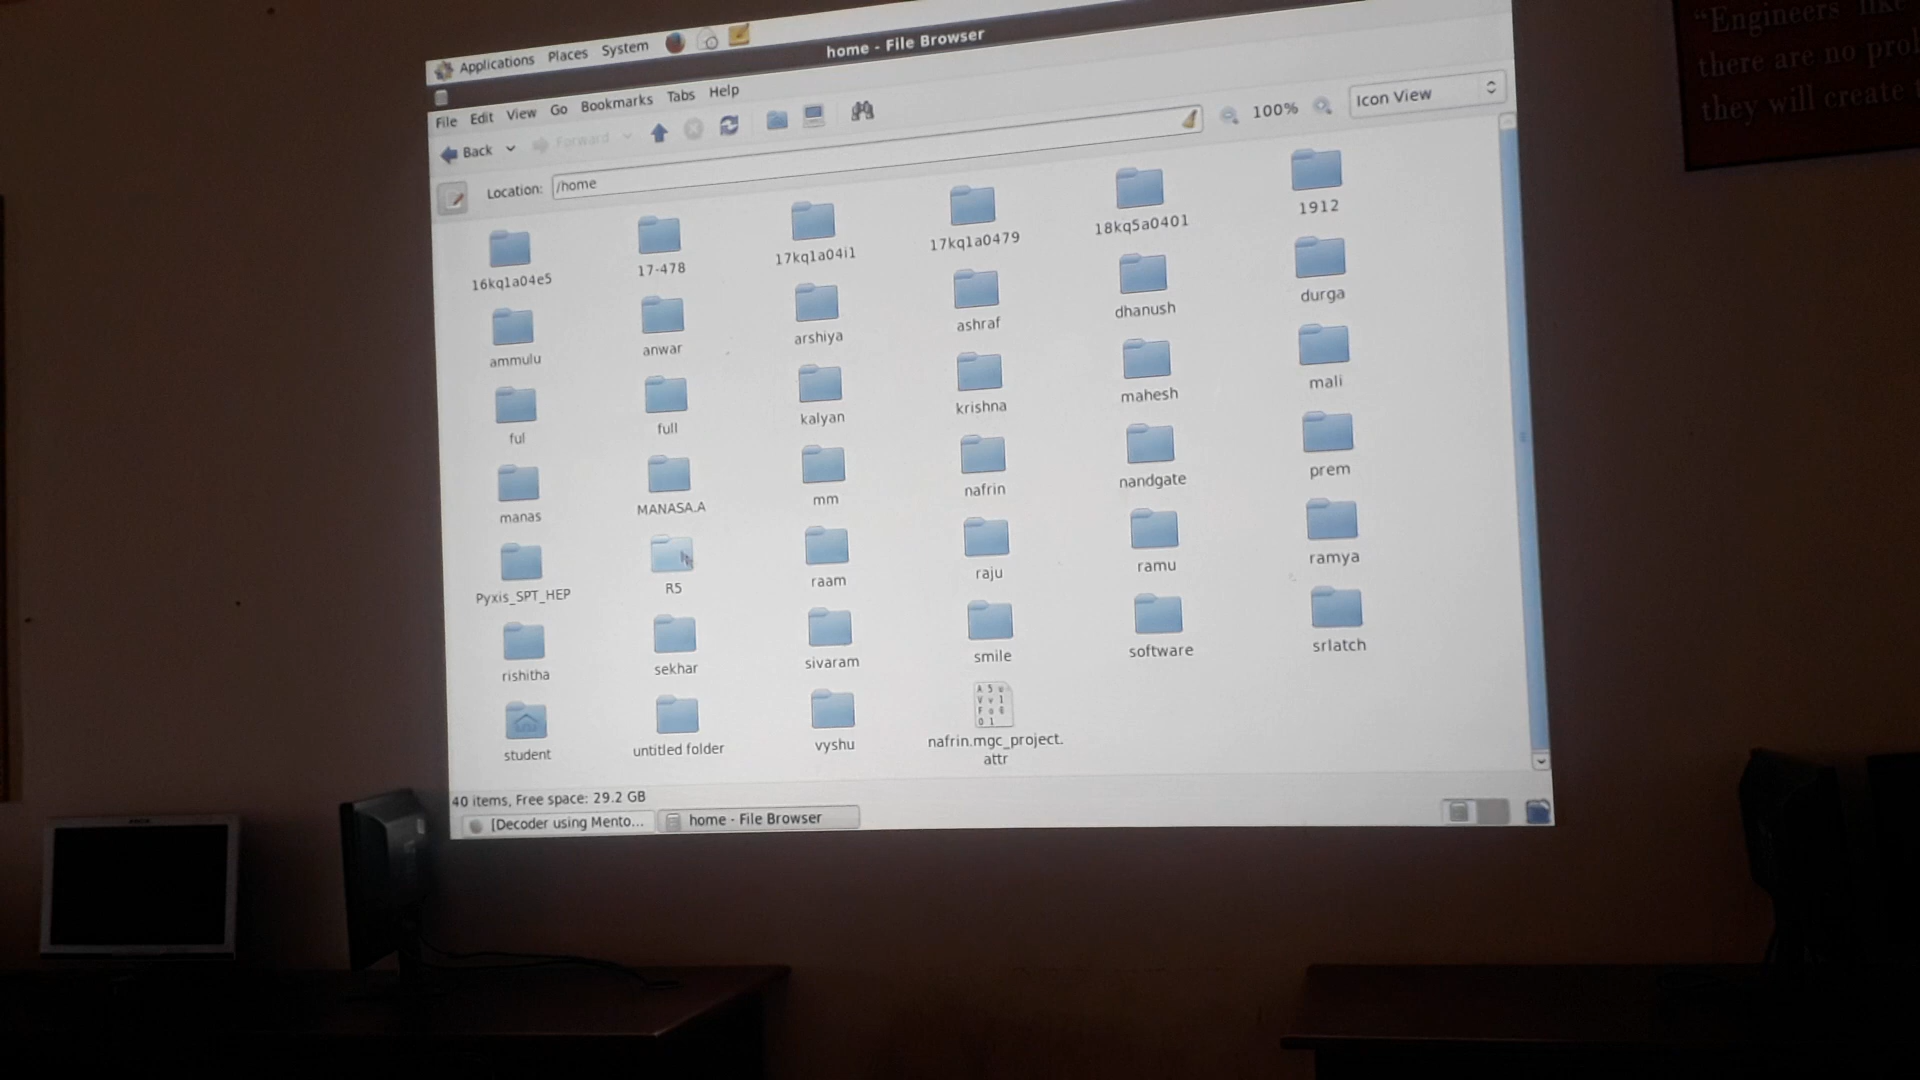 Applications Places System
home - File Browser
File Edit View Go Bookmarks Tabs Help
Back Forward
100% Icon View
Location: /home
16kq1a04e5 17-478 17kq1a04i1 17kq1a0479 18kq5a0401 1912
ammulu anwar arshiya ashraf dhanush durga
ful full kalyan krishna mahesh mali
manas MANASA.A mm nafrin nandgate prem
Pyxis_SPT_HEP R5 raam raju ramu ramya
rishitha sekhar sivaram smile software srlatch
student untitled folder vyshu nafrin.mgc_project.
attr
40 items, Free space: 29.2 GB
[Decoder using Mento... home - File Browser
"Engineers like
there are no
they will create